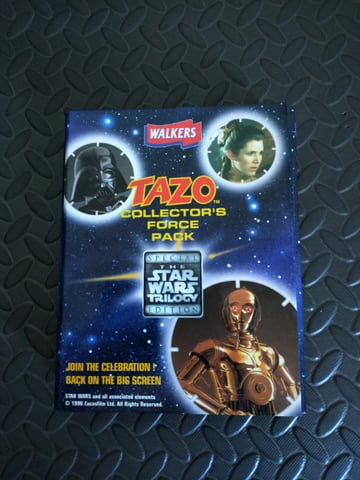 WALKERS
TAZO™
COLLECTOR'S
FORCE
PACK
SPECIAL
THE
STAR
WARS
TRILOGY
EDITION
JOIN THE CELEBRATION!
BACK ON THE BIG SCREEN
STAR WARS and all associated elements
© 1996 Lucasfilm Ltd. All Rights Reserved.